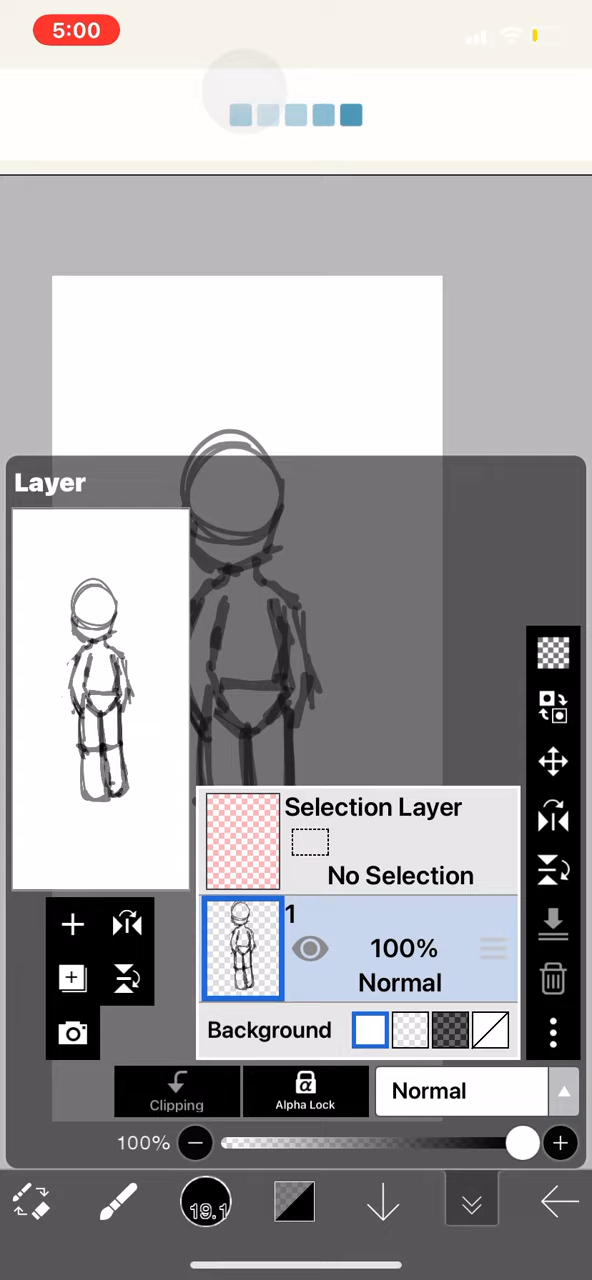 5:00
Layer
Selection Layer
No Selection
1
100%
Normal
Background
Clipping
α
Alpha Lock
Normal
100%
19.1